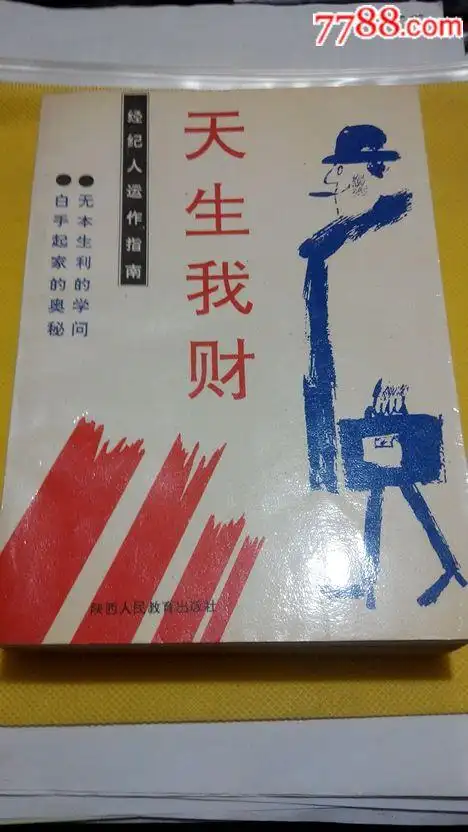 7788.com
天生我财
经纪人运作指南
●无本生利的学问
●白手起家的奥秘
陕西人民教育出版社